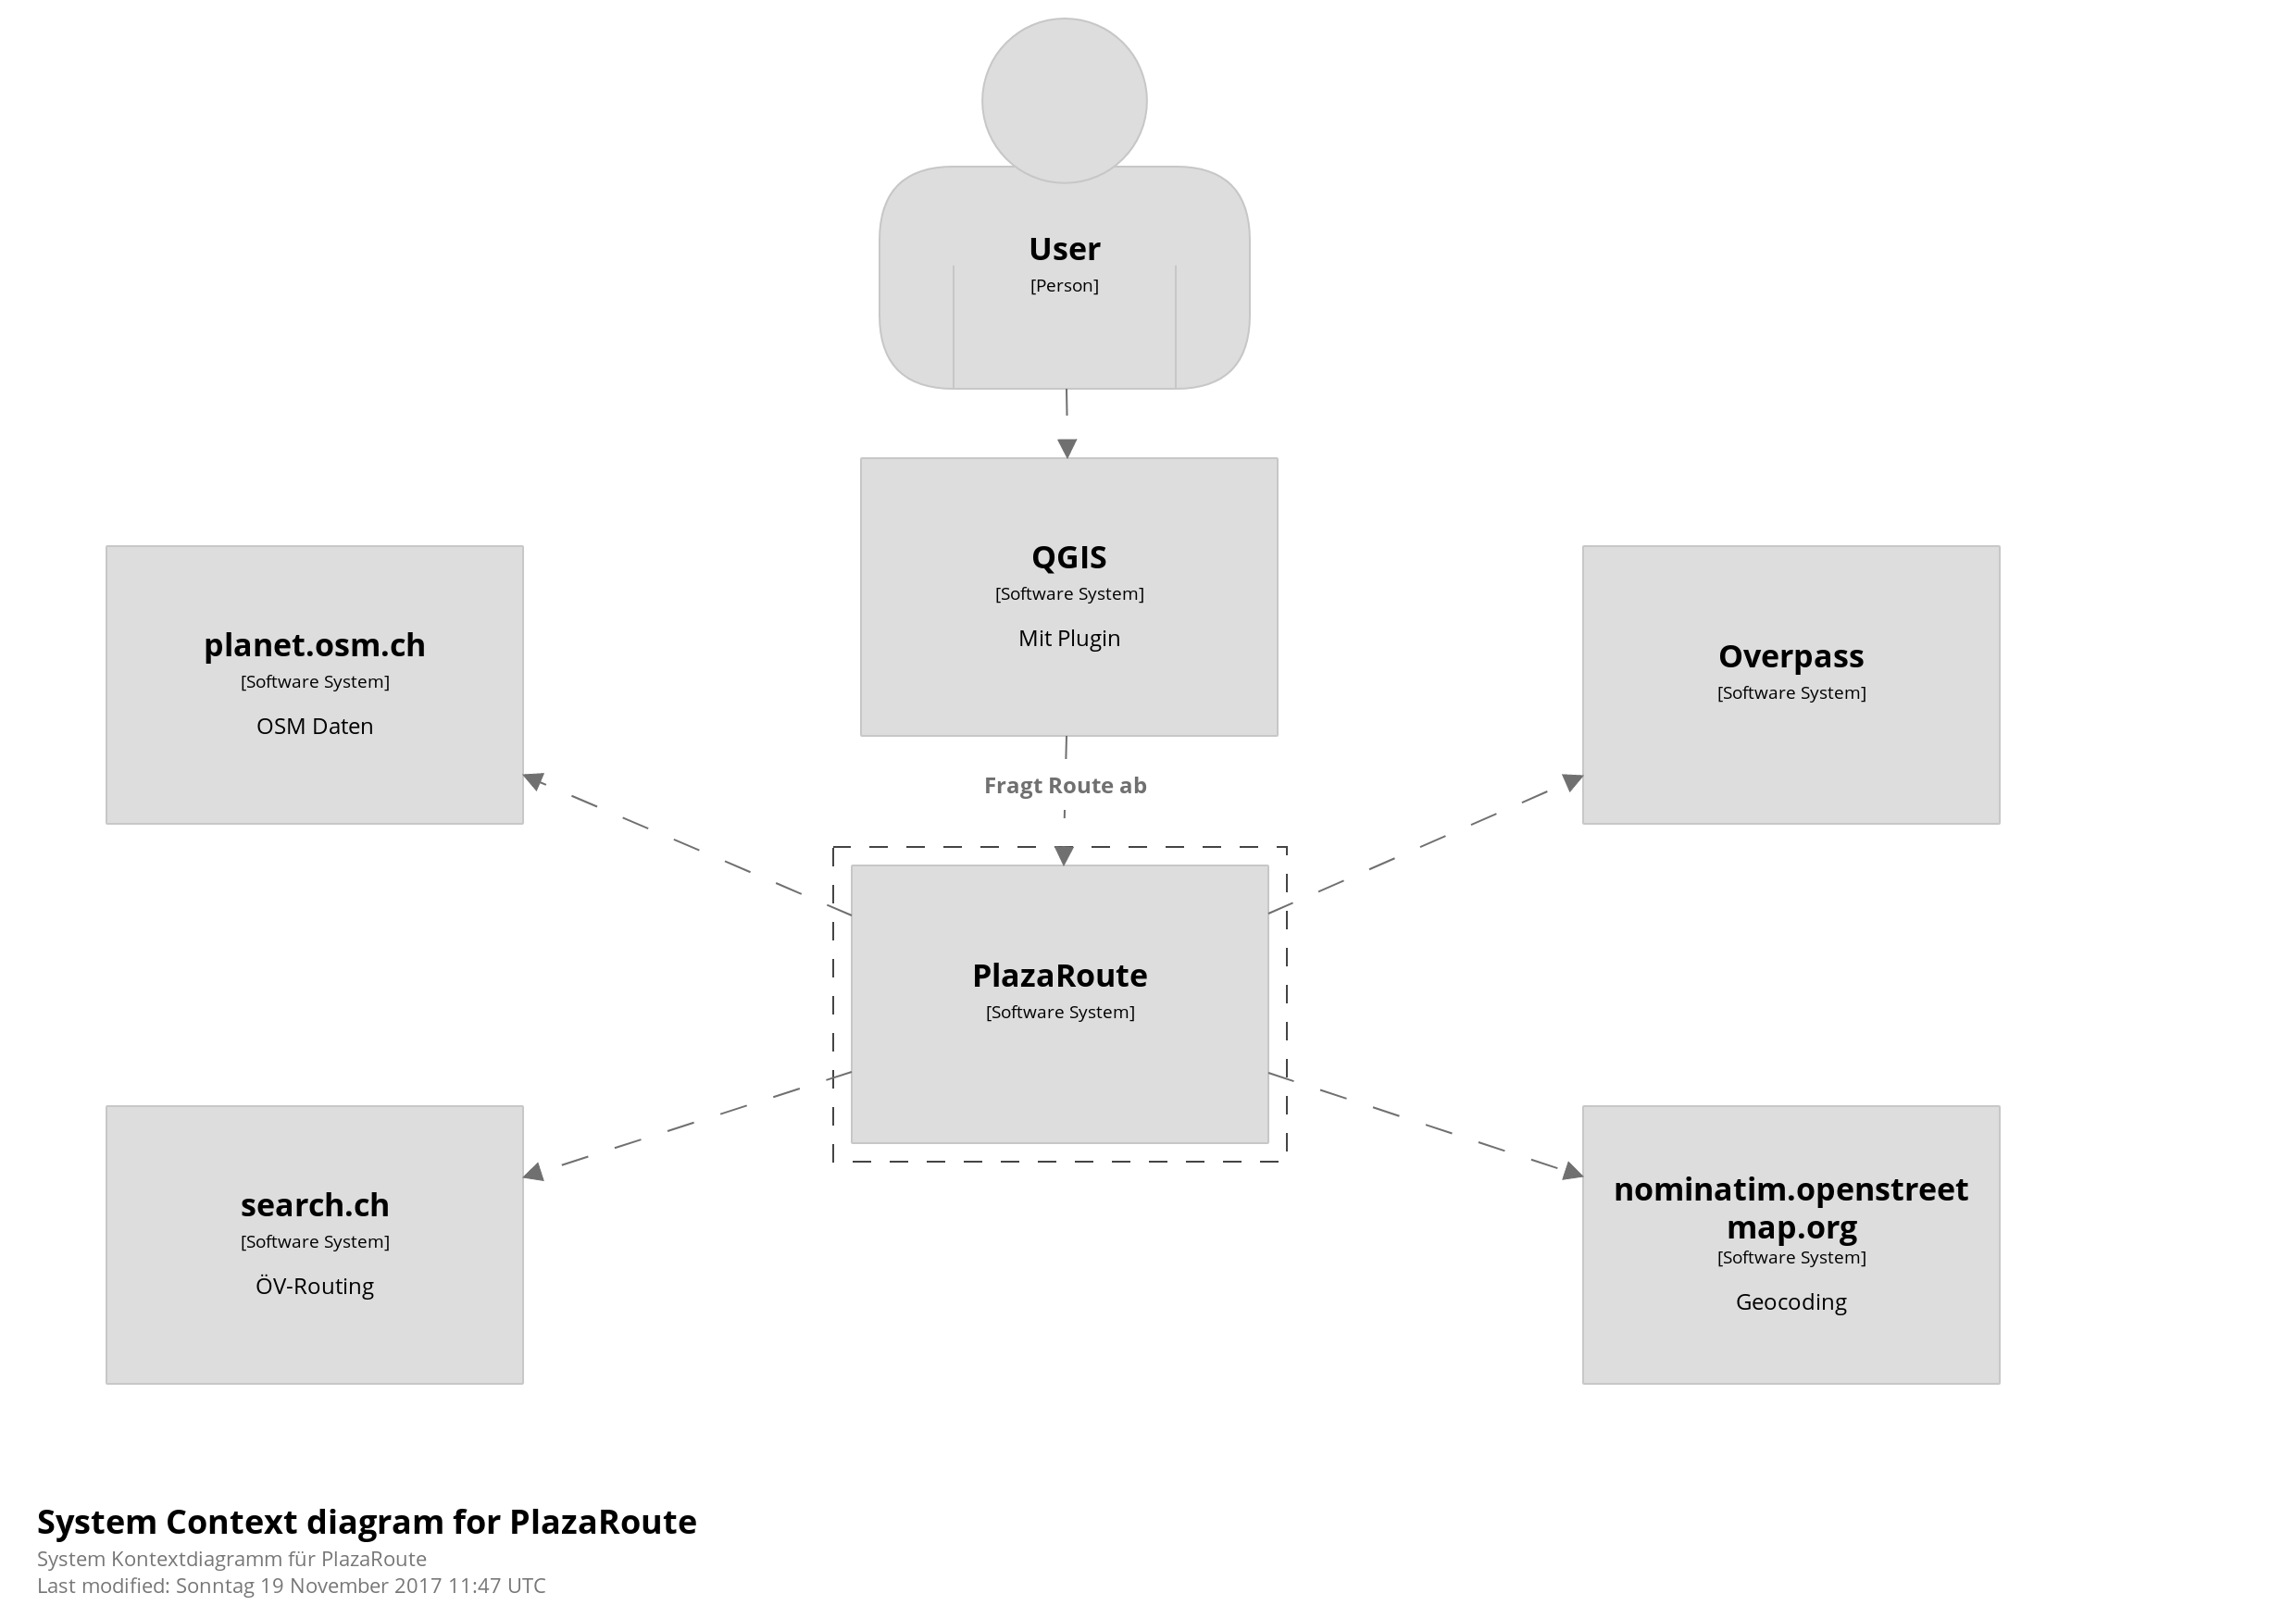 User
[Person]
QGIS
[Software System]
Mit Plugin
planet.osm.ch
[Software System]
OSM Daten
Overpass
[Software System]
Fragt Route ab
PlazaRoute
[Software System]
search.ch
[Software System]
ÖV-Routing
nominatim.openstreet
map.org
[Software System]
Geocoding
System Context diagram for PlazaRoute
System Kontextdiagramm für PlazaRoute
Last modified: Sonntag 19 November 2017 11:47 UTC